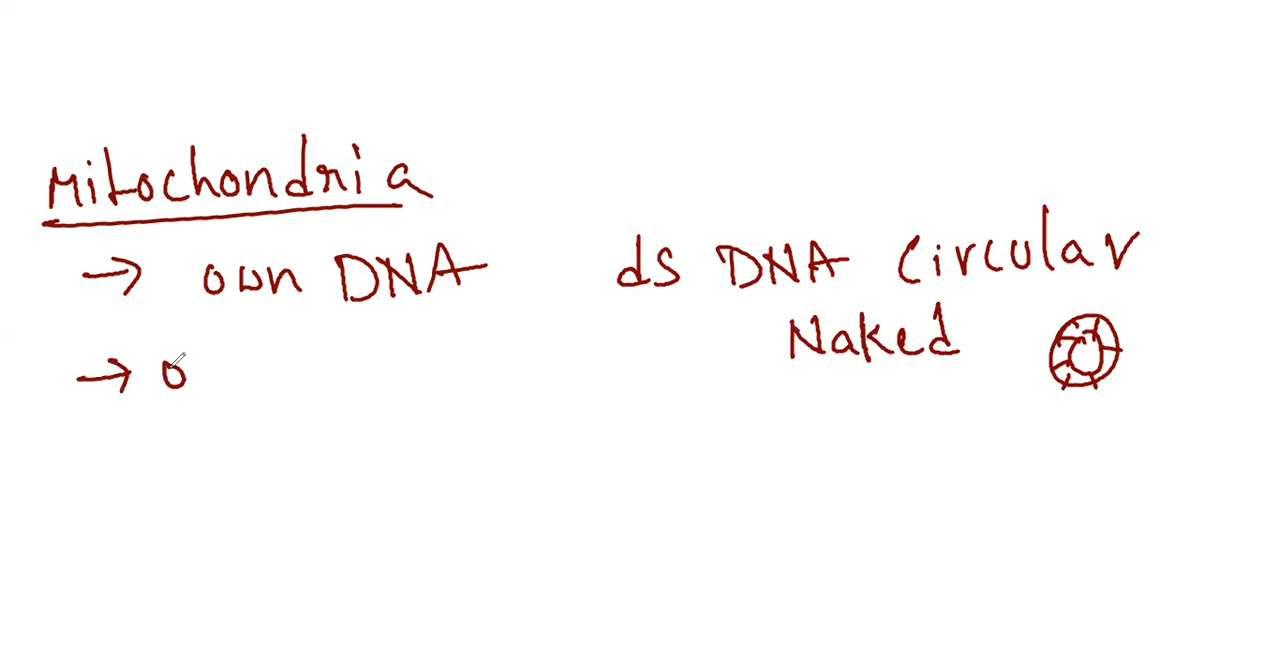 Mitochondria
→ own DNA ds DNA Circular
Naked
→ o